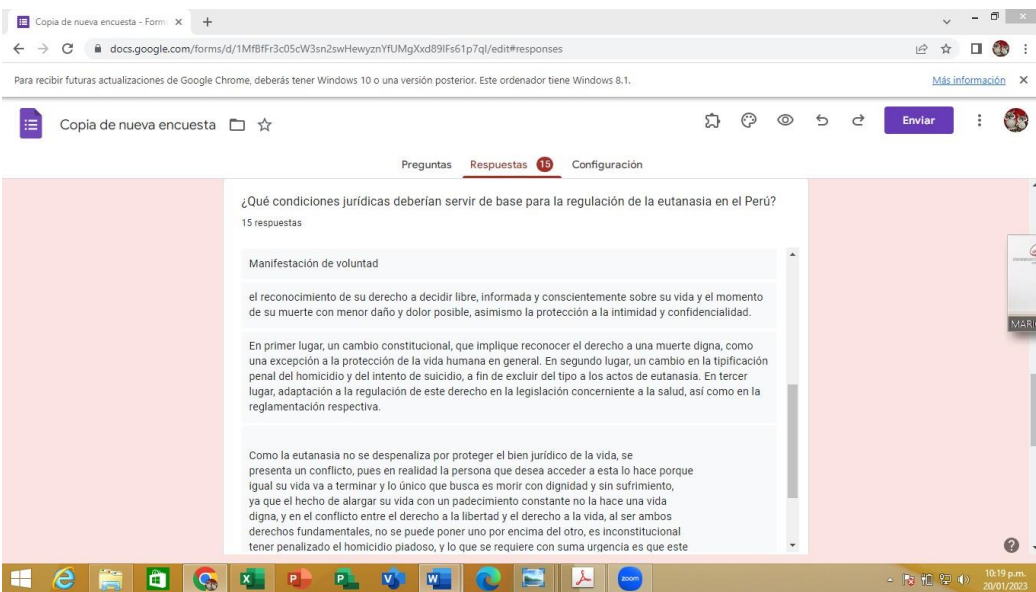 Copia de nueva encuesta - Form
docs.google.com/forms/d/1MfBfFr3c05cW3sn2swHewyznYfUMgXxd89lFs61p7qI/edit#responses
Para recibir futuras actualizaciones de Google Chrome, deberás tener Windows 10 o una versión posterior. Este ordenador tiene Windows 8.1.
Más información
Copia de nueva encuesta
Enviar
Preguntas Respuestas 15 Configuración
¿Qué condiciones jurídicas deberían servir de base para la regulación de la eutanasia en el Perú?
15 respuestas
Manifestación de voluntad
el reconocimiento de su derecho a decidir libre, informada y conscientemente sobre su vida y el momento
de su muerte con menor daño y dolor posible, asimismo la protección a la intimidad y confidencialidad.
En primer lugar, un cambio constitucional, que implique reconocer el derecho a una muerte digna, como
una excepción a la protección de la vida humana en general. En segundo lugar, un cambio en la tipificación
penal del homicidio y del intento de suicidio, a fin de excluir del tipo a los actos de eutanasia. En tercer
lugar, adaptación a la regulación de este derecho en la legislación concerniente a la salud, así como en la
reglamentación respectiva.
Como la eutanasia no se despenaliza por proteger el bien jurídico de la vida, se
presenta un conflicto, pues en realidad la persona que desea acceder a esta lo hace porque
igual su vida va a terminar y lo único que busca es morir con dignidad y sin sufrimiento,
ya que el hecho de alargar su vida con un padecimiento constante no la hace una vida
digna, y en el conflicto entre el derecho a la libertad y el derecho a la vida, al ser ambos
derechos fundamentales, no se puede poner uno por encima del otro, es inconstitucional
tener penalizado el homicidio piadoso, y lo que se requiere con suma urgencia es que este
MARI
zoom
10:19 p.m.
20/01/2023